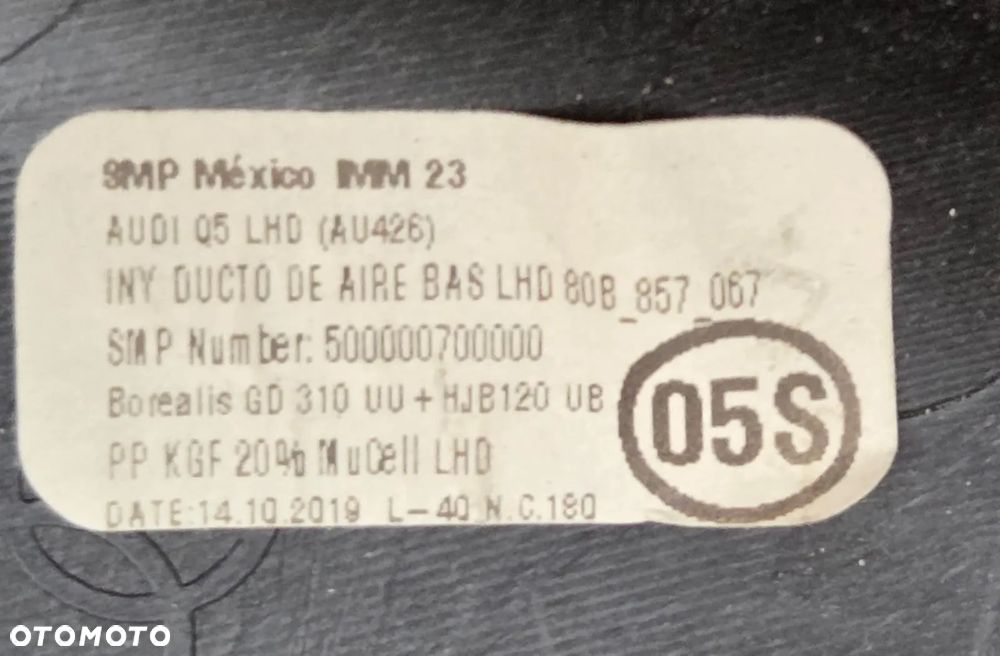 SMP México IMM 23
AUDI Q5 LHD (AU426)
INY DUCTO DE AIRE BAS LHD 80B_857_067
SMP Number: 500000700000
Borealis GD 310 UU + HJB120 UB
PP KGF 20% MuCell LHD
DATE:14.10.2019 L-40 N.C.180
05S
OTOMOTO